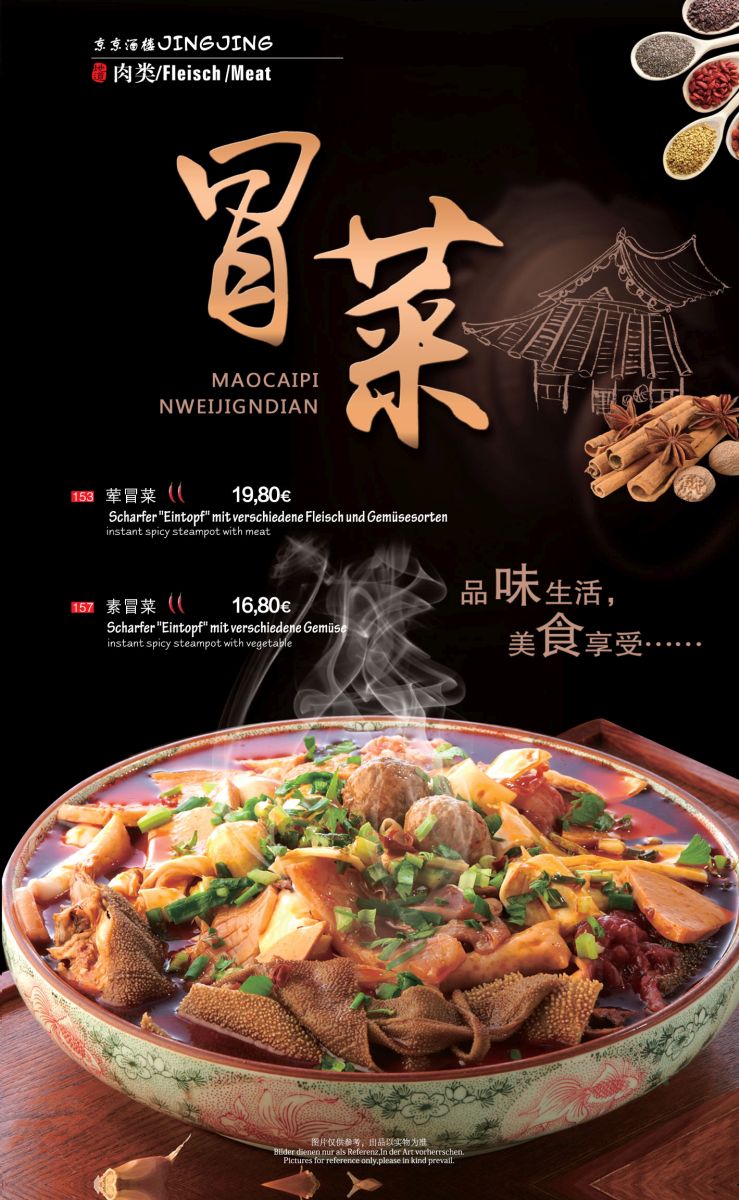 京京酒楼JINGJING
地道 肉类/Fleisch /Meat
冒菜
MAOCAIPI
NWEIJIGNDIAN
153 荤冒菜 19,80€
Scharfer "Eintopf" mit verschiedene Fleisch und Gemüsesorten
instant spicy steampot with meat
157 素冒菜 16,80€
Scharfer "Eintopf" mit verschiedene Gemüse
instant spicy steampot with vegetable
品味生活，
美食享受……
图片仅供参考，出品以实物为准
Bilder dienen nur als Referenz,In der Art vorherrschen.
Pictures for reference only,please in kind prevail.